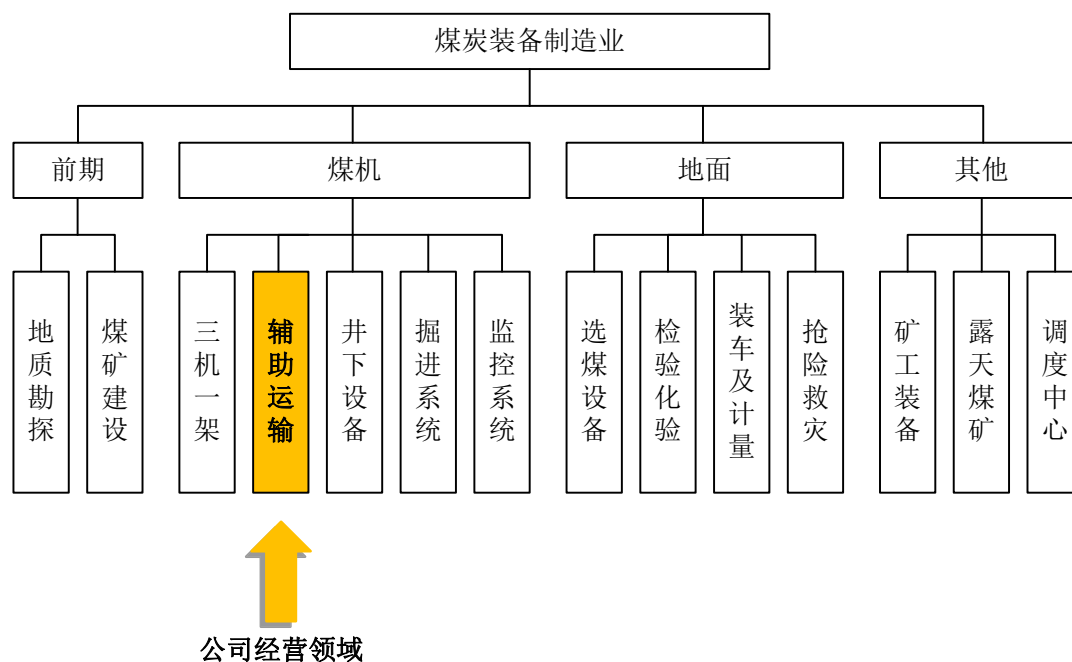 煤炭装备制造业
前期
煤机
地面
其他
地质勘探
煤矿建设
三机一架
辅助运输
井下设备
掘进系统
监控系统
选煤设备
检验化验
装车及计量
抢险救灾
矿工装备
露天煤矿
调度中心
公司经营领域